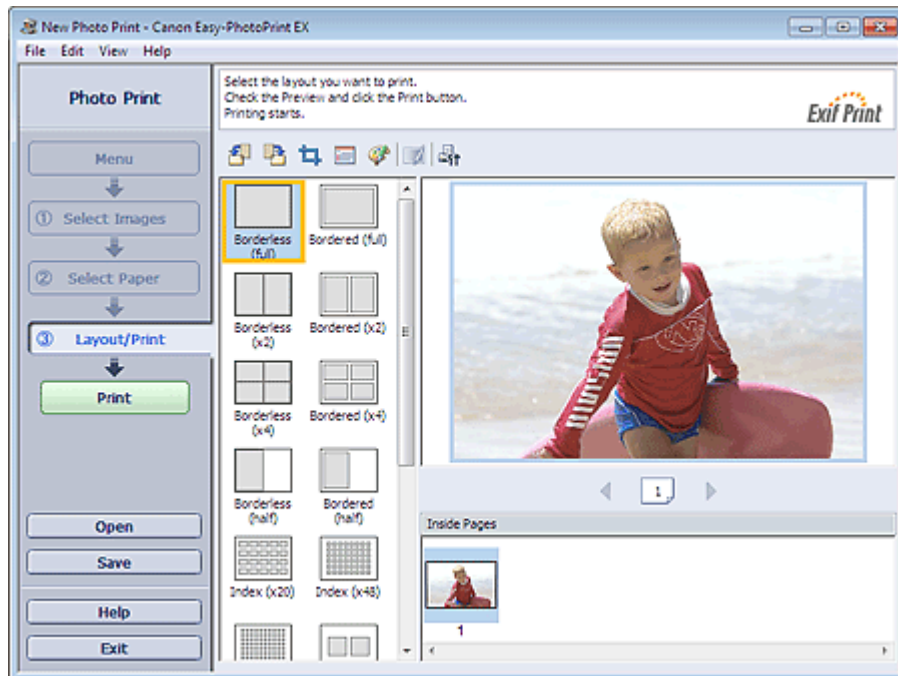 New Photo Print - Canon Easy-PhotoPrint EX
File Edit View Help
Photo Print
Select the layout you want to print.
Check the Preview and click the Print button.
Printing starts.
Exif Print
Menu
① Select Images
② Select Paper
③ Layout/Print
Print
Open
Save
Help
Exit
Borderless
(full)
Bordered (full)
Borderless
(x2)
Bordered (x2)
Borderless
(x4)
Bordered (x4)
Borderless
(half)
Bordered
(half)
Index (x20)
Index (x48)
1
Inside Pages
1